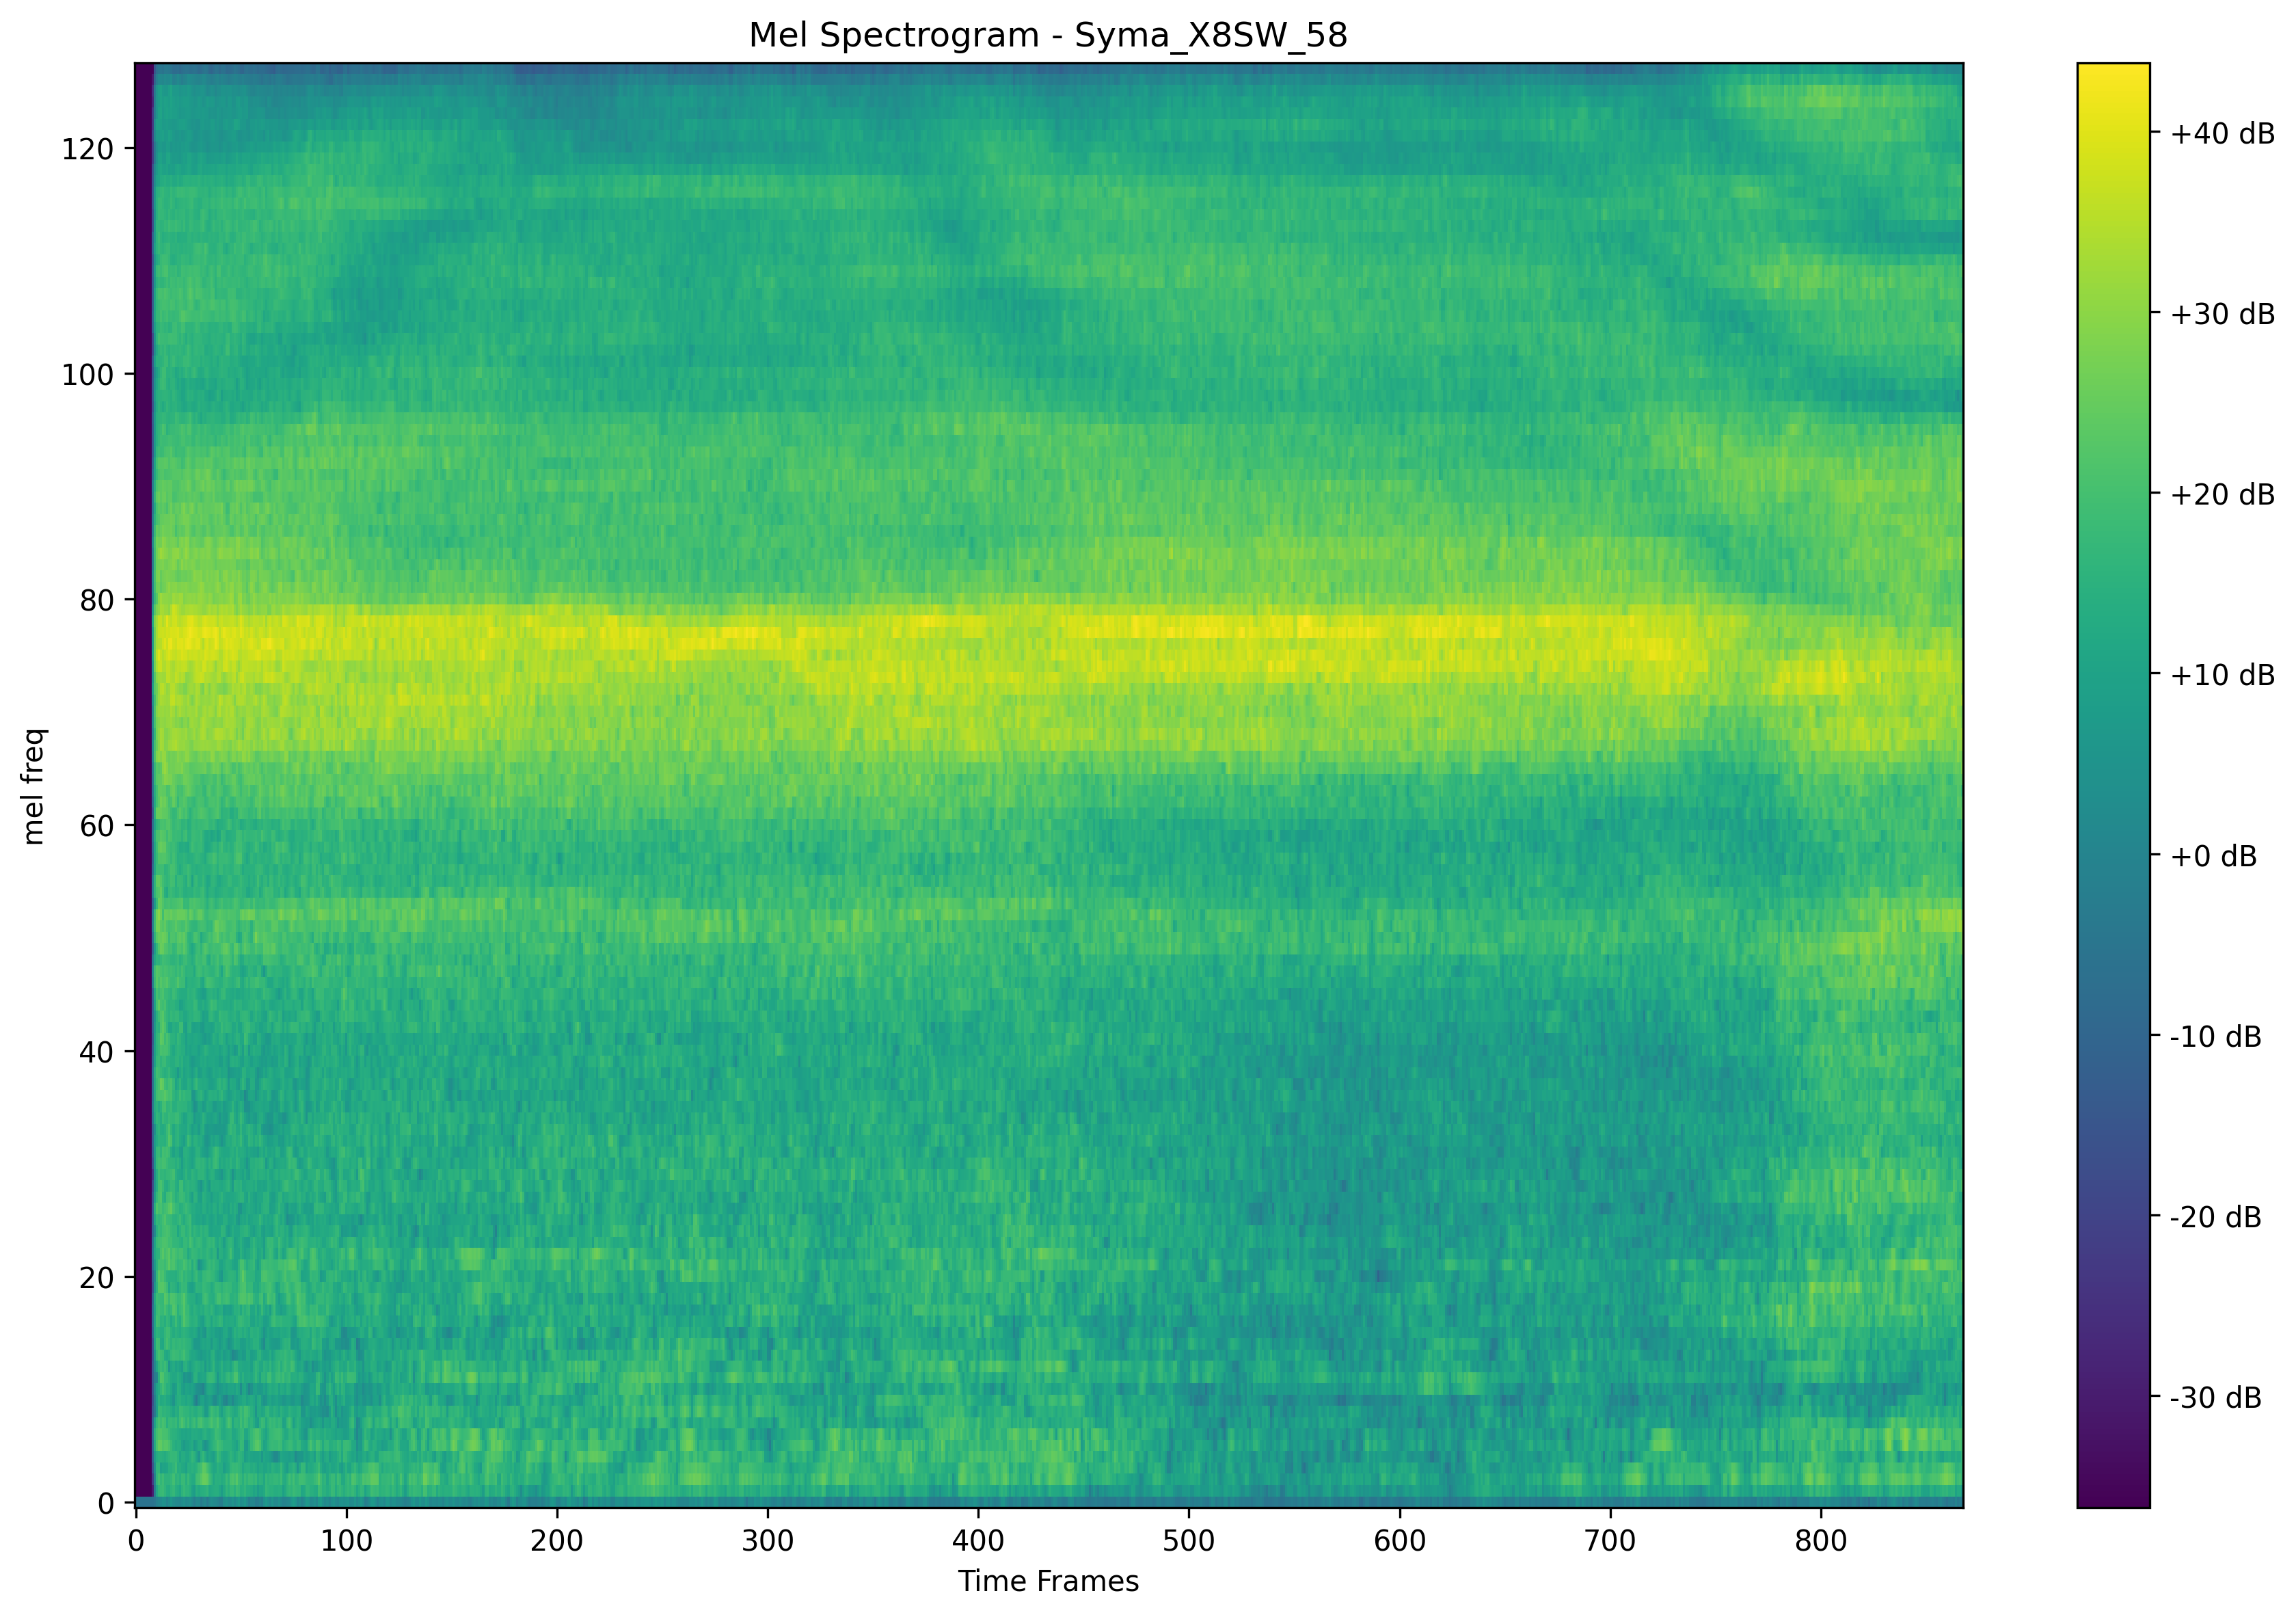 Mel Spectrogram - Syma_X8SW_58
mel freq
120
100
80
60
40
20
0
0 100 200 300 400 500 600 700 800
Time Frames
+40 dB
+30 dB
+20 dB
+10 dB
+0 dB
-10 dB
-20 dB
-30 dB